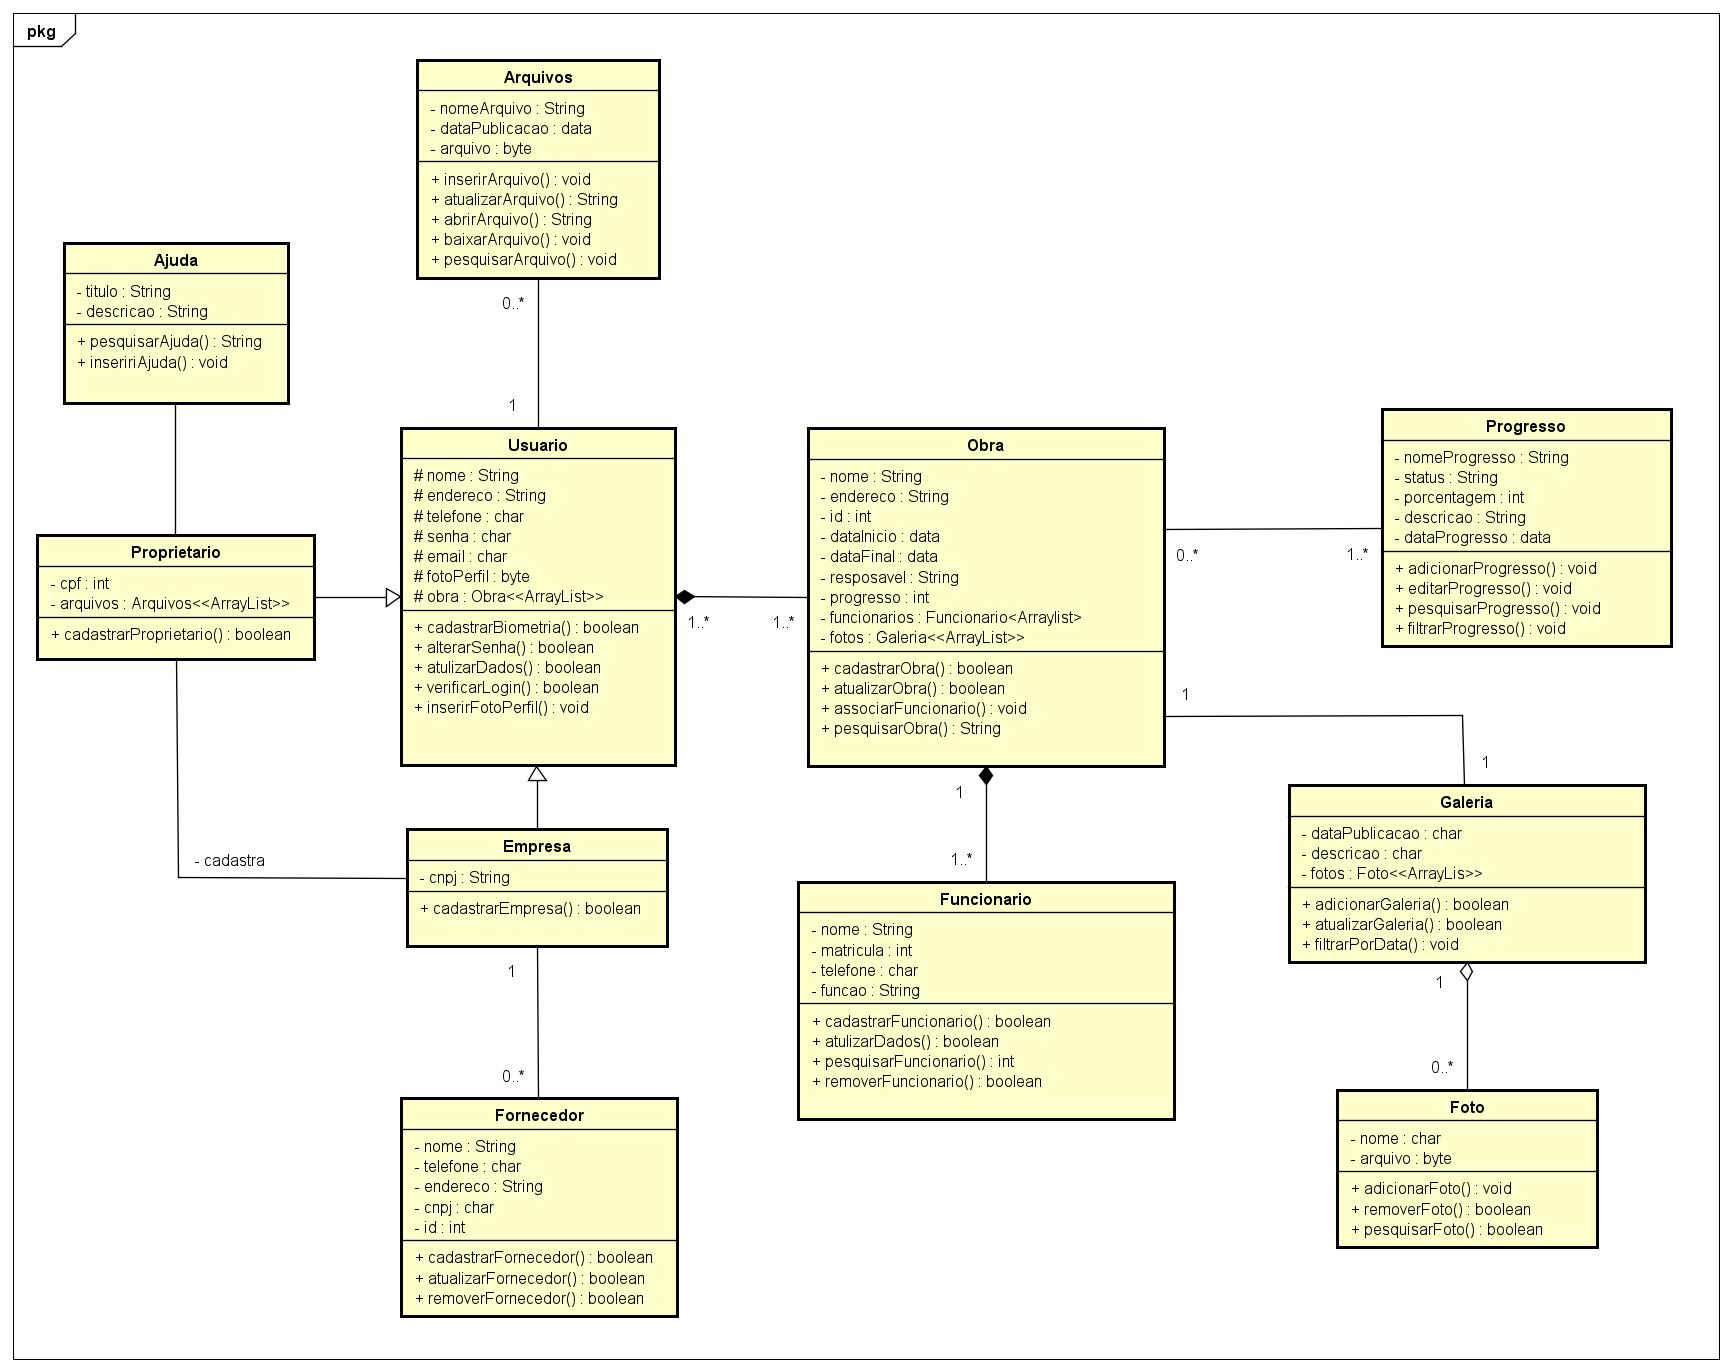 pkg
Arquivos
- nomeArquivo : String
- dataPublicacao : data
- arquivo : byte
+ inserirArquivo() : void
+ atualizarArquivo() : String
+ abrirArquivo() : String
+ baixarArquivo() : void
+ pesquisarArquivo() : void
0..*
1
Ajuda
- titulo : String
- descricao : String
+ pesquisarAjuda() : String
+ inseririAjuda() : void
Proprietario
- cpf : int
- arquivos : Arquivos<<ArrayList>>
+ cadastrarProprietario() : boolean
Usuario
# nome : String
# endereco : String
# telefone : char
# senha : char
# email : char
# fotoPerfil : byte
# obra : Obra<<ArrayList>>
+ cadastrarBiometria() : boolean
+ alterarSenha() : boolean
+ atulizarDados() : boolean
+ verificarLogin() : boolean
+ inserirFotoPerfil() : void
1..*
1..*
Obra
- nome : String
- endereco : String
- id : int
- dataInicio : data
- dataFinal : data
- resposavel : String
- progresso : int
- funcionarios : Funcionario<Arraylist>
- fotos : Galeria<<ArrayList>>
+ cadastrarObra() : boolean
+ atualizarObra() : boolean
+ associarFuncionario() : void
+ pesquisarObra() : String
0..*
1..*
Progresso
- nomeProgresso : String
- status : String
- porcentagem : int
- descricao : String
- dataProgresso : data
+ adicionarProgresso() : void
+ editarProgresso() : void
+ pesquisarProgresso() : void
+ filtrarProgresso() : void
1
1
Galeria
- dataPublicacao : char
- descricao : char
- fotos : Foto<<ArrayLis>>
+ adicionarGaleria() : boolean
+ atualizarGaleria() : boolean
+ filtrarPorData() : void
1
0..*
Foto
- nome : char
- arquivo : byte
+ adicionarFoto() : void
+ removerFoto() : boolean
+ pesquisarFoto() : boolean
1
1..*
Funcionario
- nome : String
- matricula : int
- telefone : char
- funcao : String
+ cadastrarFuncionario() : boolean
+ atulizarDados() : boolean
+ pesquisarFuncionario() : int
+ removerFuncionario() : boolean
- cadastra
Empresa
- cnpj : String
+ cadastrarEmpresa() : boolean
1
0..*
Fornecedor
- nome : String
- telefone : char
- endereco : String
- cnpj : char
- id : int
+ cadastrarFornecedor() : boolean
+ atualizarFornecedor() : boolean
+ removerFornecedor() : boolean